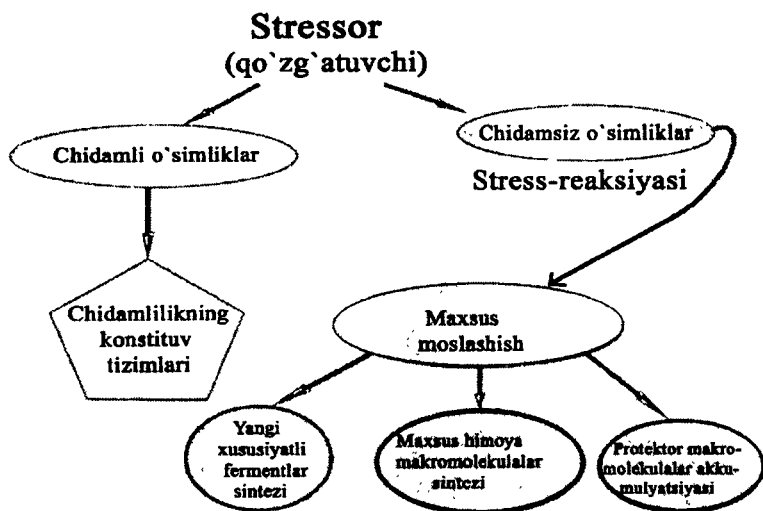 Stressor
(qo`zg`atuvchi)
Chidamli o`simliklar
Chidamsiz o`simliklar
Stress-reaksiyasi
Chidamlilikning
konstituv
tizimlari
Maxsus
moslashish
Yangi
xususiyatli
fermentlar
sintezi
Maxsus himoya
makromolekulalar
sintezi
Protektor makro-
molekulalar akku-
mulyatsiyasi